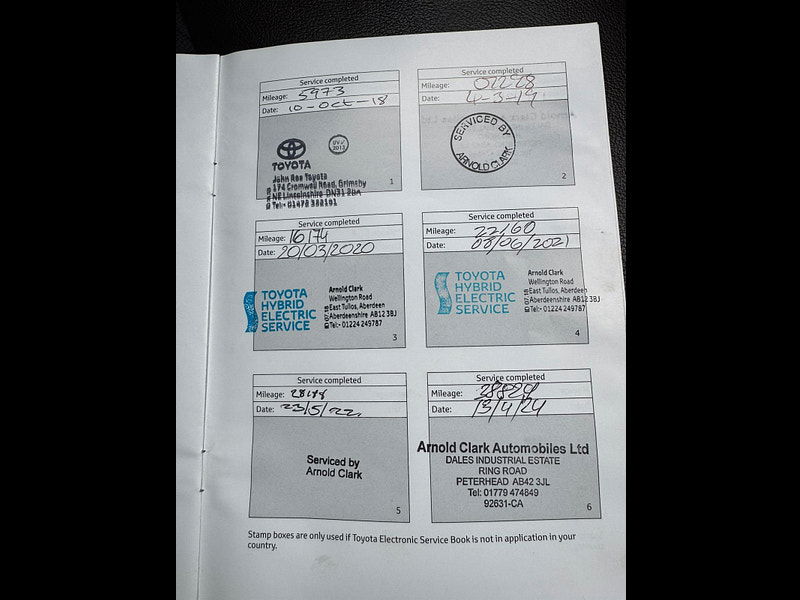 Service completed
Mileage: 5973
Date: 10-Oct-18
TOYOTA
John Roe Toyota
174 Cromwell Road, Grimsby
NE Lincolnshire DN31 2BA
Tel:- 01472
1
Service completed
Mileage:
Date: 4-3-19
SERVICED BY
ARNOLD CLARK
2
Service completed
Mileage: 16174
Date: 20/03/2020
TOYOTA
HYBRID
ELECTRIC
SERVICE
Arnold Clark
Wellington Road
East Tullos, Aberdeen
Aberdeenshire AB12 3BJ
Tel:- 01224 249787
3
Service completed
Mileage: 22160
Date: 08/06/2021
TOYOTA
HYBRID
ELECTRIC
SERVICE
Arnold Clark
Wellington Road
East Tullos, Aberdeen
Aberdeenshire AB12 3BJ
Tel:- 01224 249787
4
Service completed
Mileage:
Date: 23/5/22
Serviced by
Arnold Clark
5
Service completed
Mileage:
Date: 13/4/24
Arnold Clark Automobiles Ltd
DALES INDUSTRIAL ESTATE
RING ROAD
PETERHEAD AB42 3JL
Tel: 01779 474849
92631-CA
6
Stamp boxes are only used if Toyota Electronic Service Book is not in application in your
country.